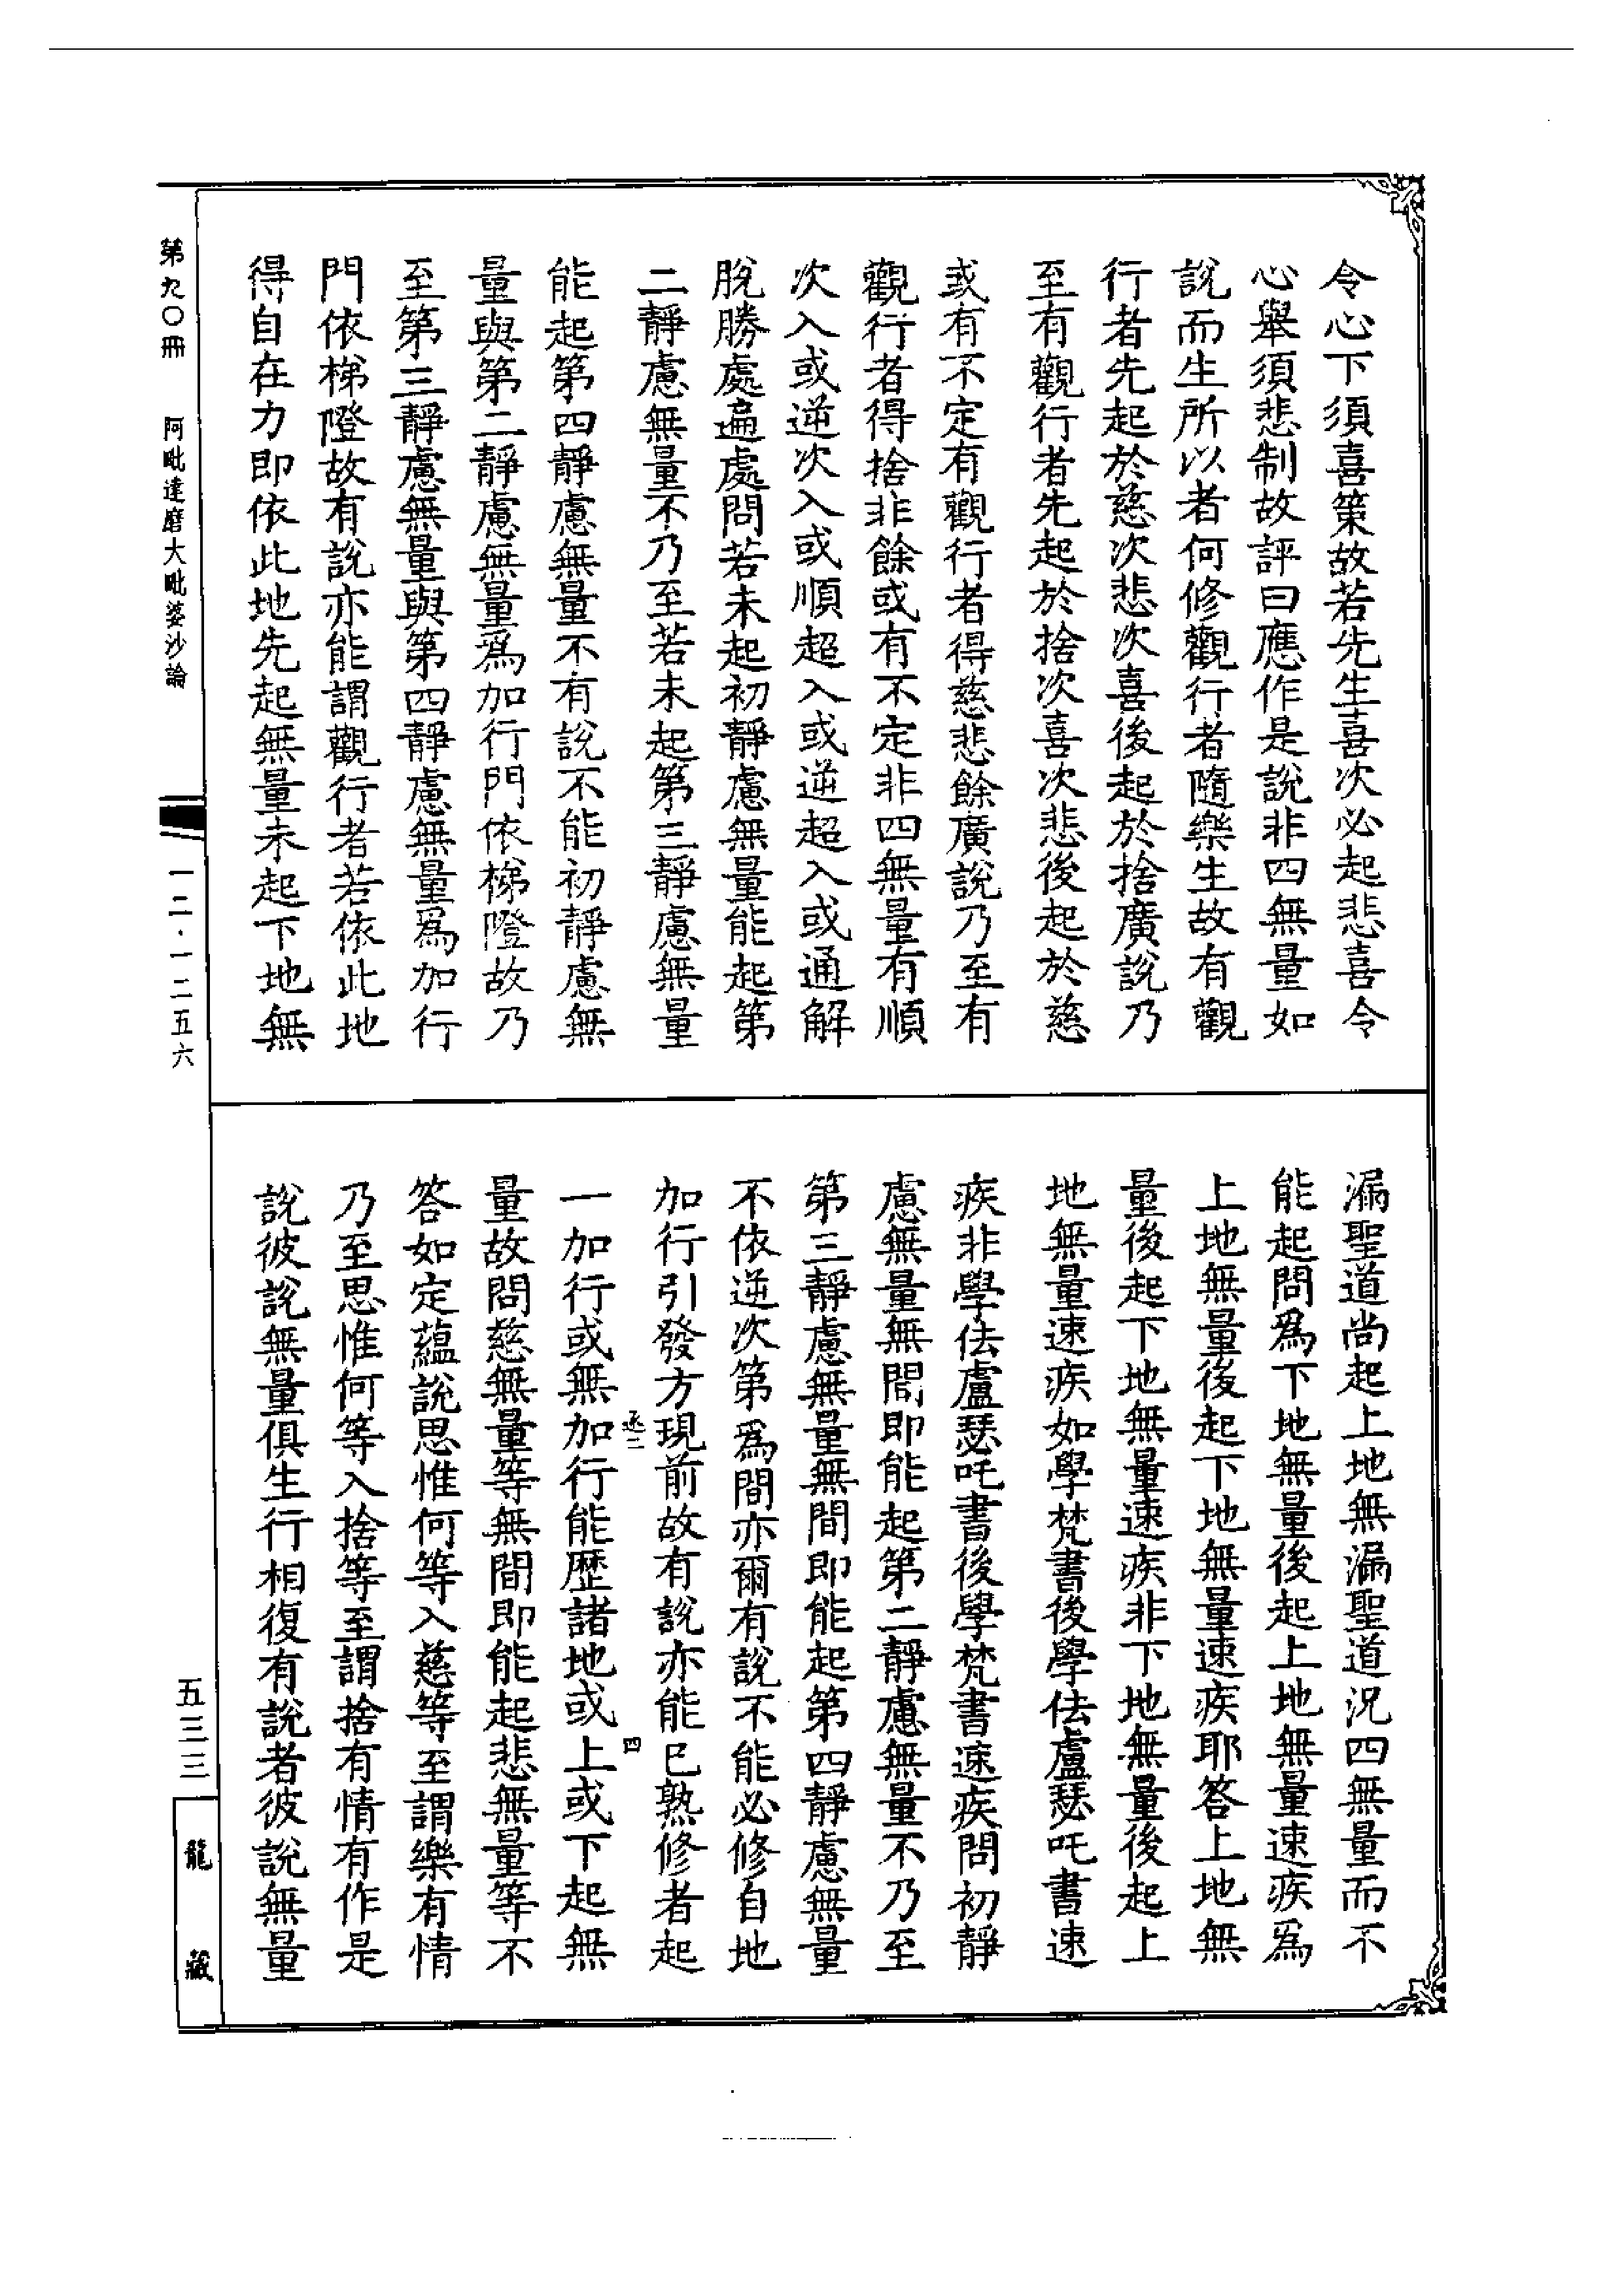 令心下須喜策故若先生喜次必起悲喜令
心舉須悲制故評曰應作是說非四無量如
說而生所以者何修觀行者隨樂生故有觀
行者先起於慈次悲次喜後起於捨廣說乃
至有觀行者先起於捨次喜次悲後起於慈
或有不定有觀行者得慈悲餘廣說乃至有
觀行者得捨非餘或有不定非四無量有順
次入或逆次入或順超入或逆超入或通解
脫勝處遍處問若未起初靜慮無量能起第
二靜慮無量不乃至若未起第三靜慮無量
能起第四靜慮無量不有說不能初靜慮無
量與第二靜慮無量爲加行門依梯隥故乃
至第三靜慮無量與第四靜慮無量爲加行
門依梯隥故有說亦能謂觀行者若依此地
得自在力即依此地先起無量未起下地無
漏聖道尚起上地無漏聖道況四無量而不
能起問爲下地無量後起上地無量速疾爲
上地無量後起下地無量速疾耶答上地無
量後起下地無量速疾非下地無量後起上
地無量速疾如學梵書後學佉盧瑟吒書速
疾非學佉盧瑟吒書後學梵書速疾問初靜
慮無量無間即能起第二靜慮無量不乃至
第三靜慮無量無間即能起第四靜慮無量
不依逆次第爲間亦爾有說不能必修自地
加行引發方現前故有說亦能已熟修者起
一加行或無加行能歷諸地或上或下起無
量故問慈無量等無間即能起悲無量等不
答如定蘊說思惟何等入慈等至謂樂有情
乃至思惟何等入捨等至謂捨有情有作是
說彼說無量俱生行相復有說者彼說無量
丞二
四
第九〇冊 阿毗達磨大毗婆沙論
一二·一二五六
五三三
龍藏